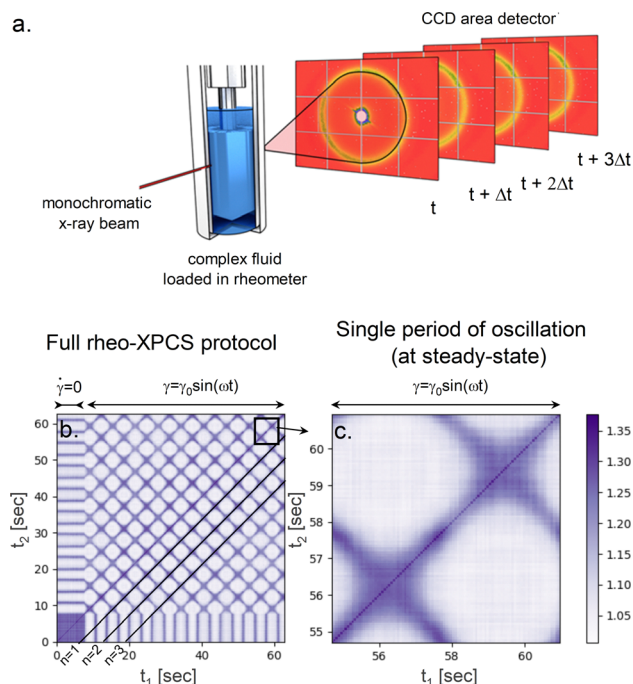 a.
CCD area detector
monochromatic
x-ray beam
complex fluid
loaded in rheometer
t
t + Δt
t + 2Δt
t + 3Δt
Full rheo-XPCS protocol
Single period of oscillation
(at steady-state)
γ̇=0
γ=γ₀sin(ωt)
γ=γ₀sin(ωt)
b.
60
50
40
30
20
10
0
t₂ [sec]
n=1
n=2
n=3
0
20
40
60
t₁ [sec]
c.
60
59
58
57
56
55
t₂ [sec]
56
58
60
t₁ [sec]
1.35
1.30
1.25
1.20
1.15
1.10
1.05